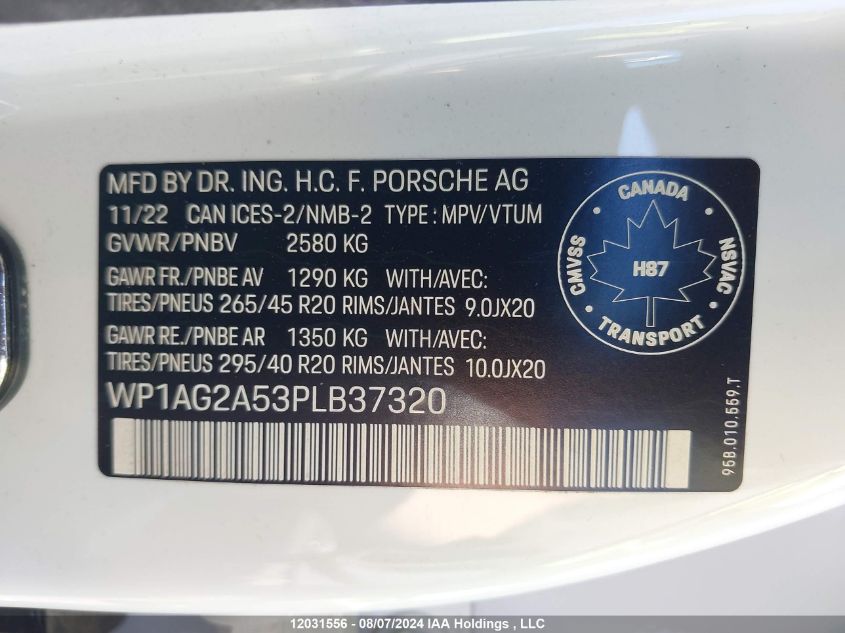 MFD BY DR. ING. H.C. F. PORSCHE AG
11/22 CAN ICES-2/NMB-2 TYPE: MPV/VTUM
GVWR/PNBV 2580 KG
GAWR FR./PNBE AV 1290 KG WITH/AVEC:
TIRES/PNEUS 265/45 R20 RIMS/JANTES 9.0JX20
GAWR RE./PNBE AR 1350 KG WITH/AVEC:
TIRES/PNEUS 295/40 R20 RIMS/JANTES 10.0JX20
WP1AG2A53PLB37320
CANADA
CMVSS
H87
NSVAC
TRANSPORT
95B.010.559.T
12031556 - 08/07/2024 IAA Holdings , LLC